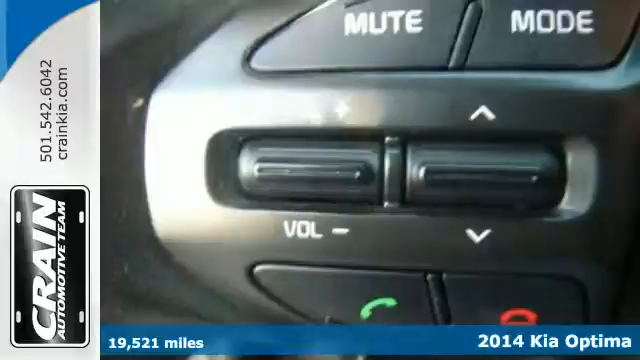 MUTE MODE
+
VOL –
501.542.6042
crainkia.com
CRAIN
AUTOMOTIVE TEAM
19,521 miles
2014 Kia Optima